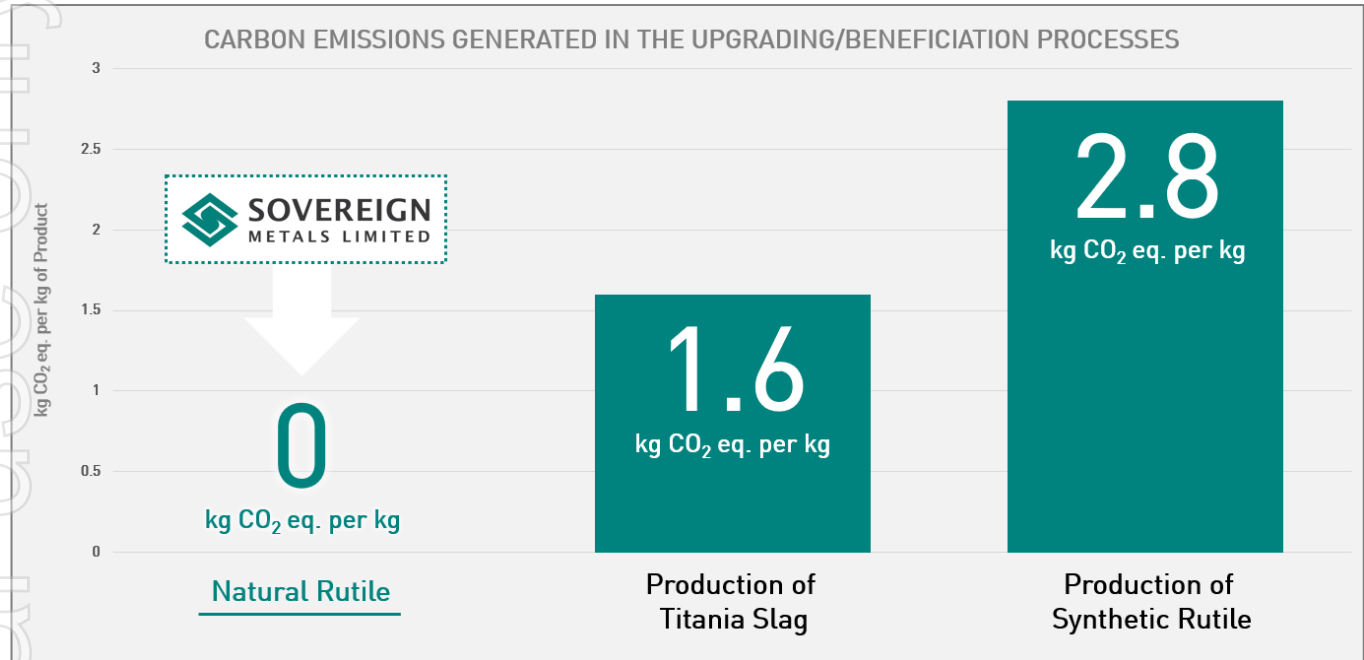 CARBON EMISSIONS GENERATED IN THE UPGRADING/BENEFICIATION PROCESSES
kg CO₂ eq. per kg of Product
3
2.5
2
1.5
1
0.5
0
SOVEREIGN
METALS LIMITED
0
kg CO₂ eq. per kg
Natural Rutile
1.6
kg CO₂ eq. per kg
Production of
Titania Slag
2.8
kg CO₂ eq. per kg
Production of
Synthetic Rutile